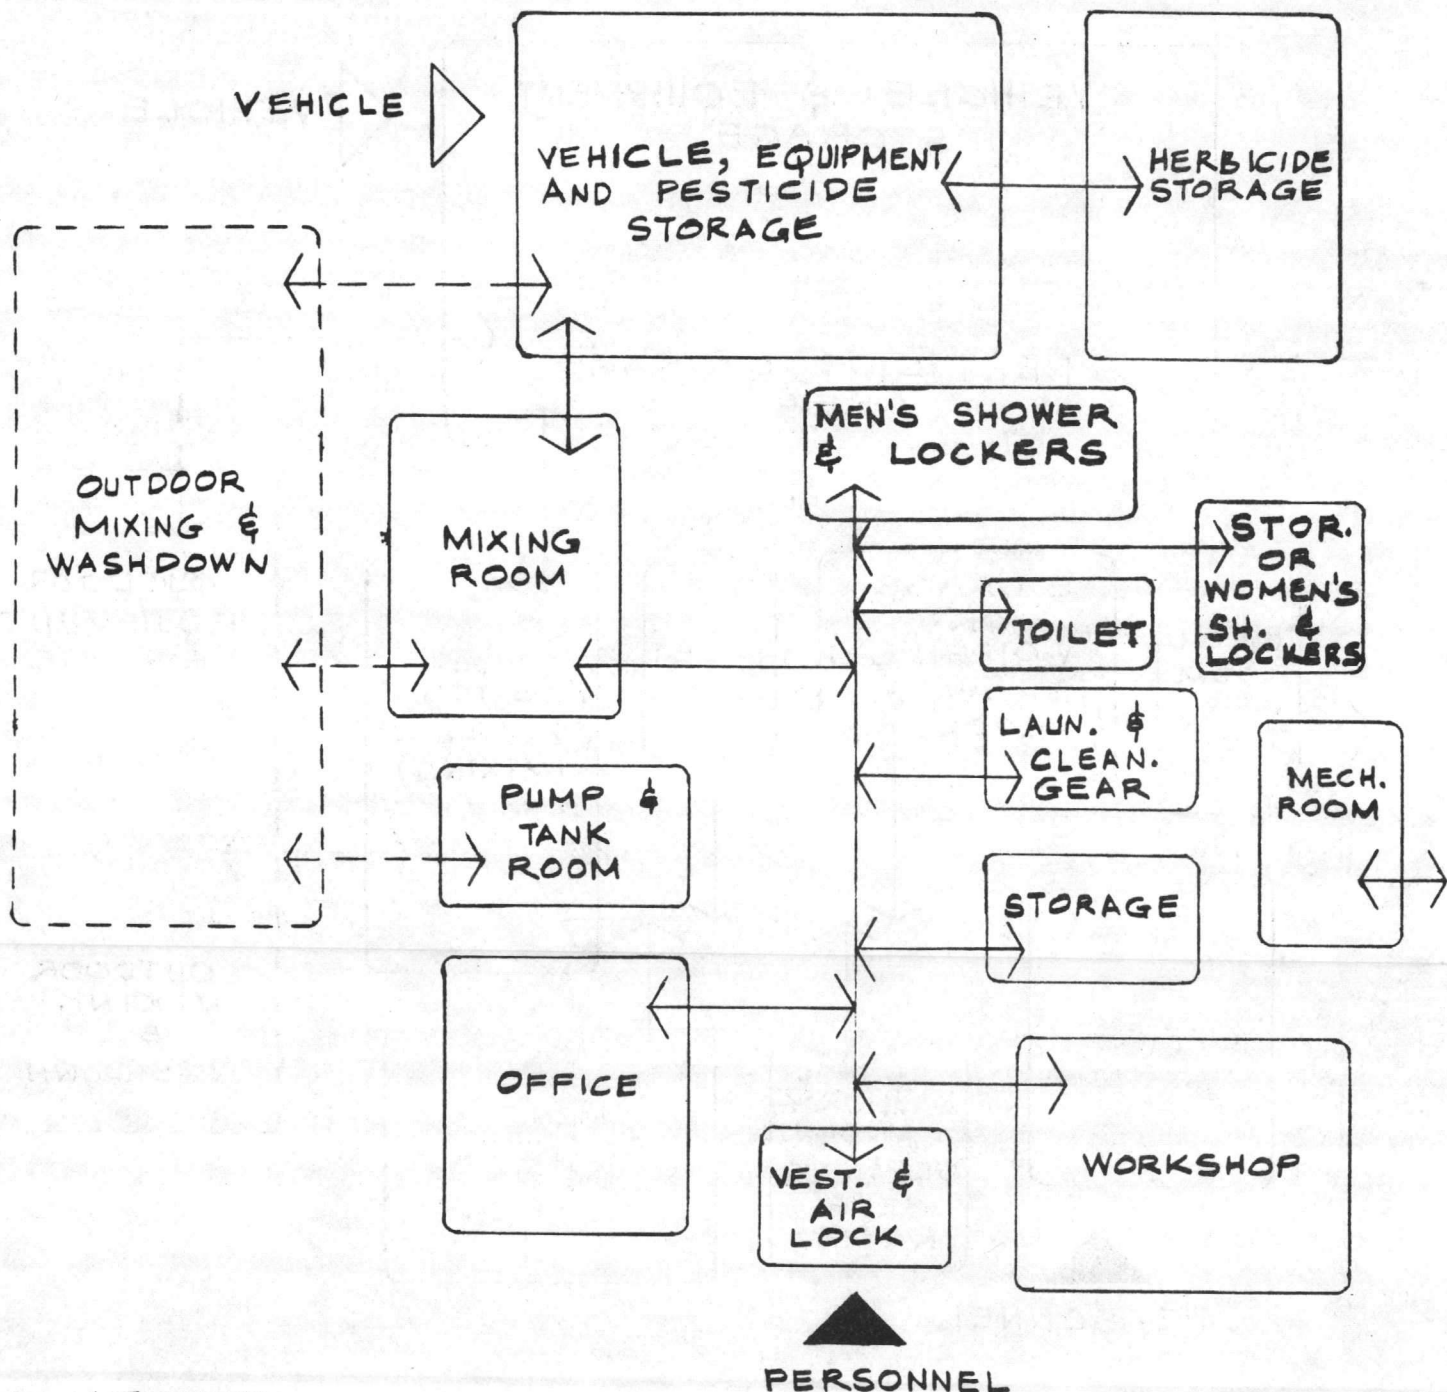 VEHICLE
VEHICLE, EQUIPMENT
AND PESTICIDE
STORAGE
HERBICIDE
STORAGE
OUTDOOR
MIXING &
WASHDOWN
MIXING
ROOM
MEN'S SHOWER
& LOCKERS
STOR.
OR
WOMEN'S
SH. &
LOCKERS
TOILET
LAUN. &
CLEAN.
GEAR
MECH.
ROOM
PUMP &
TANK
ROOM
STORAGE
OFFICE
WORKSHOP
VEST. &
AIR
LOCK
PERSONNEL